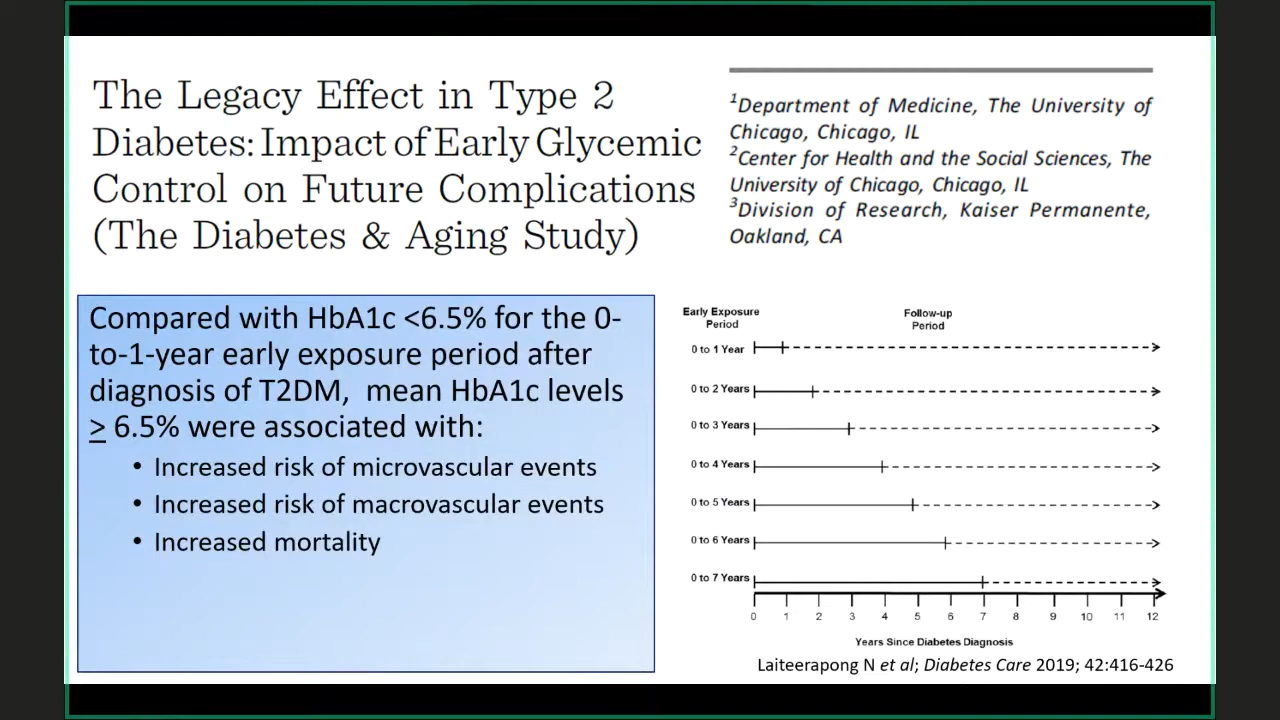 The Legacy Effect in Type 2
Diabetes: Impact of Early Glycemic
Control on Future Complications
(The Diabetes & Aging Study)
1Department of Medicine, The University of
Chicago, Chicago, IL
2Center for Health and the Social Sciences, The
University of Chicago, Chicago, IL
3Division of Research, Kaiser Permanente,
Oakland, CA
Compared with HbA1c <6.5% for the 0-
to-1-year early exposure period after
diagnosis of T2DM, mean HbA1c levels
> 6.5% were associated with:
• Increased risk of microvascular events
• Increased risk of macrovascular events
• Increased mortality
Early Exposure
Period
Follow-up
Period
0 to 1 Year
0 to 2 Years
0 to 3 Years
0 to 4 Years
0 to 5 Years
0 to 6 Years
0 to 7 Years
0 1 2 3 4 5 6 7 8 9 10 11 12
Years Since Diabetes Diagnosis
Laiteerapong N et al; Diabetes Care 2019; 42:416-426